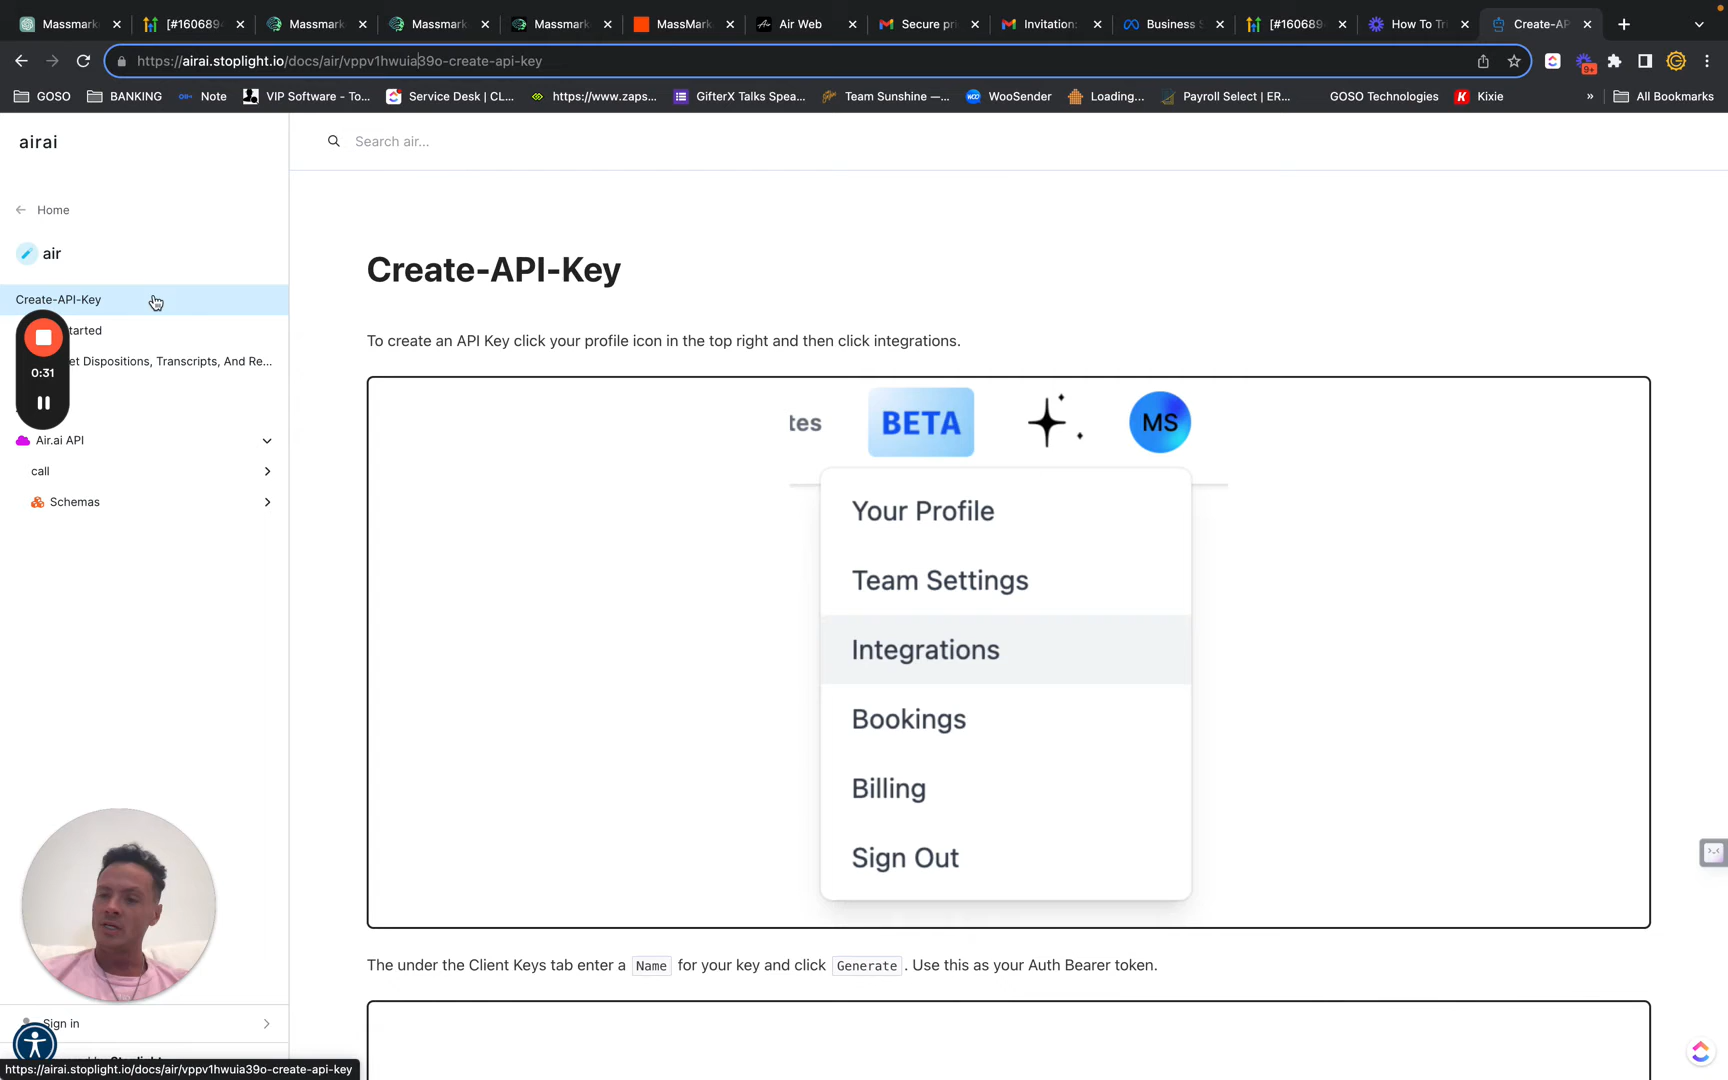 Massmark
[#160689
Massmark
Massmark
Massmark
MassMark
Air Web
Secure pri
Invitation:
Business S
[#160689
How To Tri
Create-AP
https://airai.stoplight.io/docs/air/vppv1hwuia39o-create-api-key
9+
GOSO
BANKING
Note
VIP Software - To...
Service Desk | CL...
https://www.zaps...
GifterX Talks Spea...
Team Sunshine —...
WooSender
Loading...
Payroll Select | ER...
GOSO Technologies
Kixie
»
All Bookmarks
airai
Search air...
Home
air
Create-API-Key
tarted
et Dispositions, Transcripts, And Re...
0:31
Air.ai API
call
Schemas
Create-API-Key
To create an API Key click your profile icon in the top right and then click integrations.
tes
BETA
MS
Your Profile
Team Settings
Integrations
Bookings
Billing
Sign Out
The under the Client Keys tab enter a Name for your key and click Generate . Use this as your Auth Bearer token.
Sign in
https://airai.stoplight.io/docs/air/vppv1hwuia39o-create-api-key